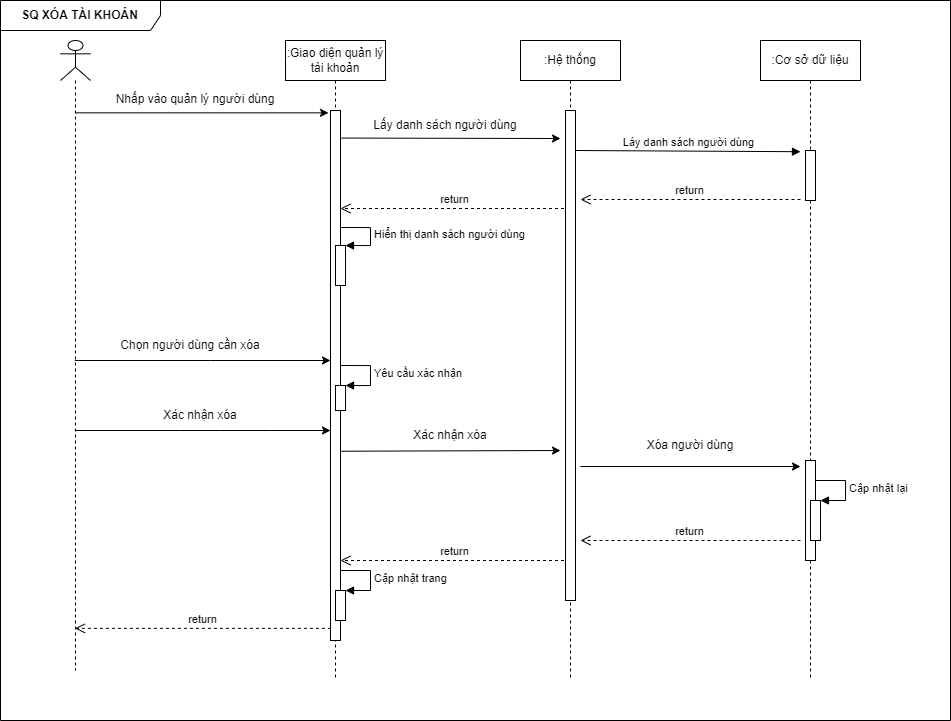 SQ XÓA TÀI KHOẢN
:Giao diện quản lý
tài khoản
:Hệ thống
:Cơ sở dữ liệu
Nhấp vào quản lý người dùng
Lấy danh sách người dùng
Láy danh sách người dùng
return
return
Hiển thị danh sách người dùng
Chọn người dùng cần xóa
Yêu cầu xác nhận
Xác nhận xóa
Xác nhận xóa
Xóa người dùng
Cập nhật lại
return
return
Cập nhật trang
return